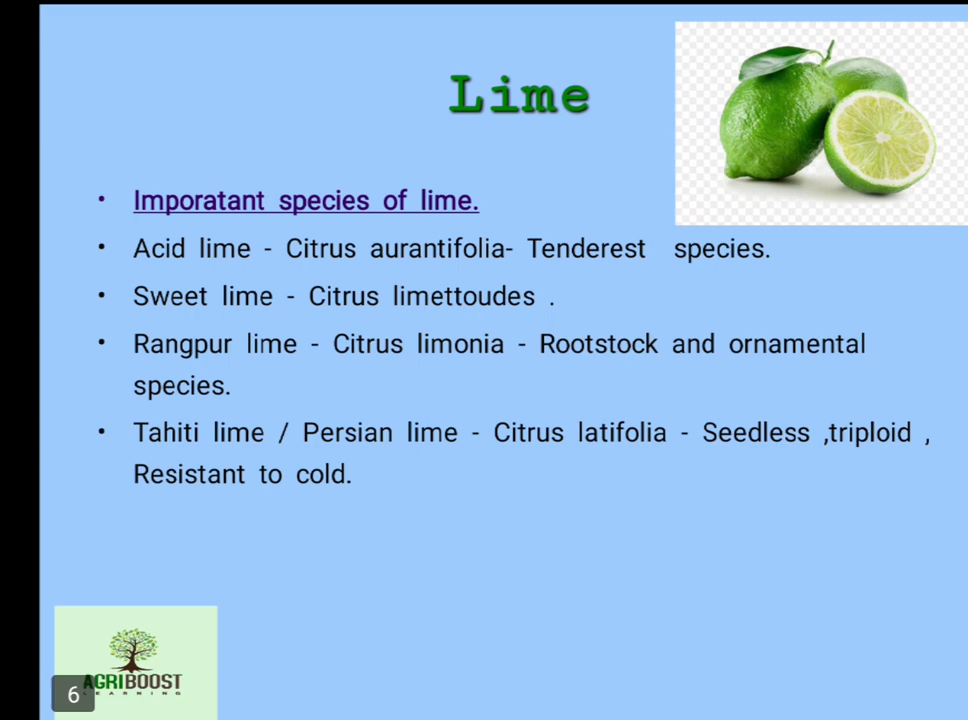 Lime
• Imporatant species of lime.
• Acid lime - Citrus aurantifolia- Tenderest species.
• Sweet lime - Citrus limettoudes .
• Rangpur lime - Citrus limonia - Rootstock and ornamental
species.
• Tahiti lime / Persian lime - Citrus latifolia - Seedless ,triploid ,
Resistant to cold.
AGRIBOOST
LEARNING
6